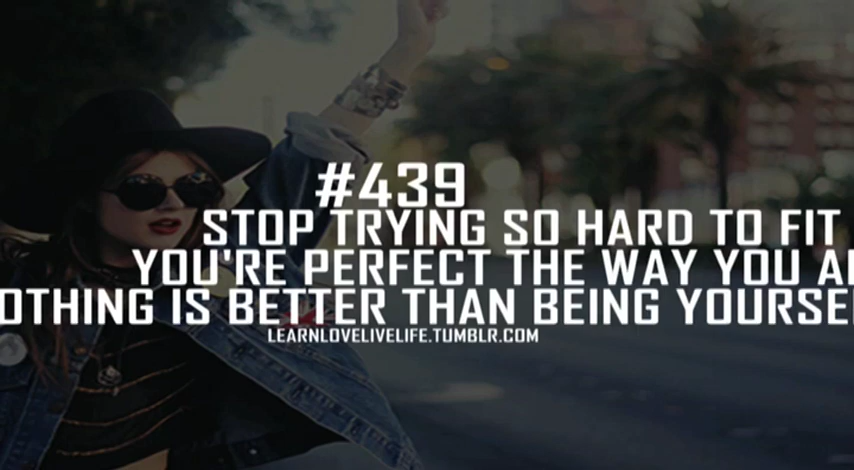 #439
STOP TRYING SO HARD TO FIT
YOU'RE PERFECT THE WAY YOU
IS BETTER THAN BEING
LEARNLOVELIVELIFE.TUMBLR.COM